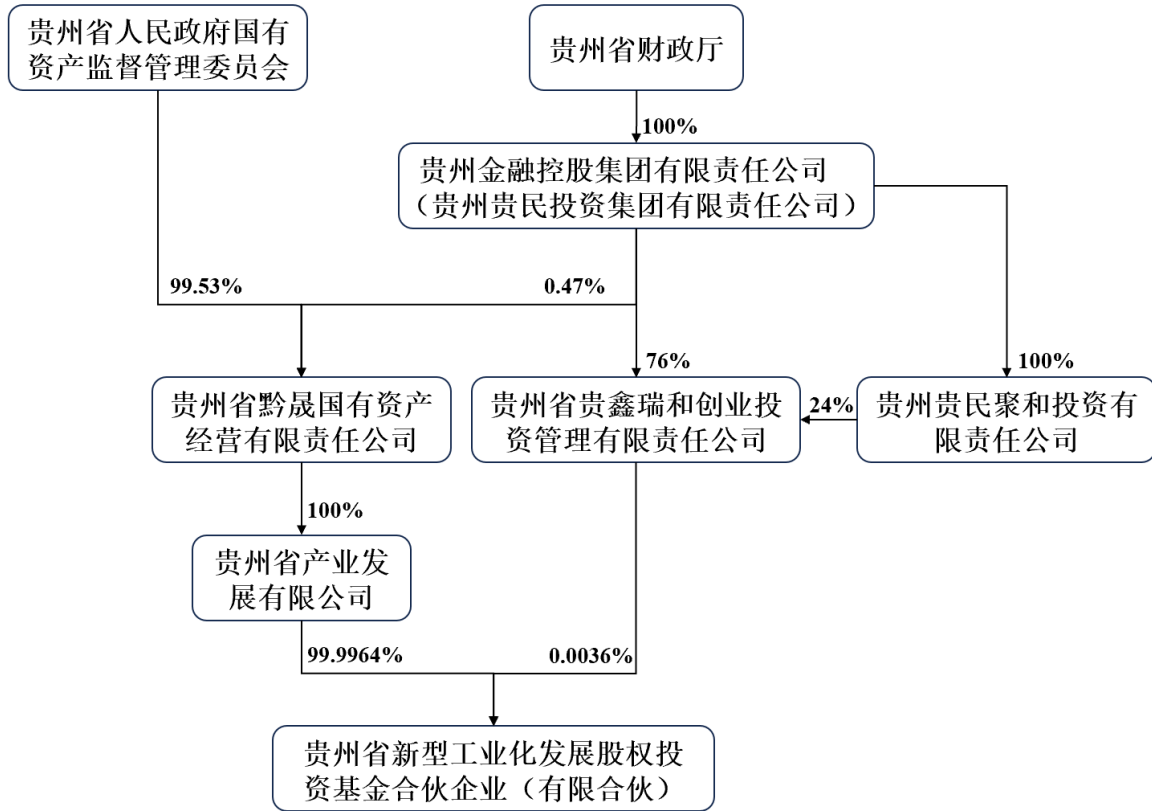 贵州省人民政府国有
资产监督管理委员会
贵州省财政厅
100%
贵州金融控股集团有限责任公司
（贵州贵民投资集团有限责任公司）
99.53%
0.47%
76%
100%
贵州省黔晟国有资产
经营有限责任公司
贵州省贵鑫瑞和创业投
资管理有限责任公司
24%
贵州贵民聚和投资有
限责任公司
100%
贵州省产业发
展有限公司
99.9964%
0.0036%
贵州省新型工业化发展股权投
资基金合伙企业（有限合伙）